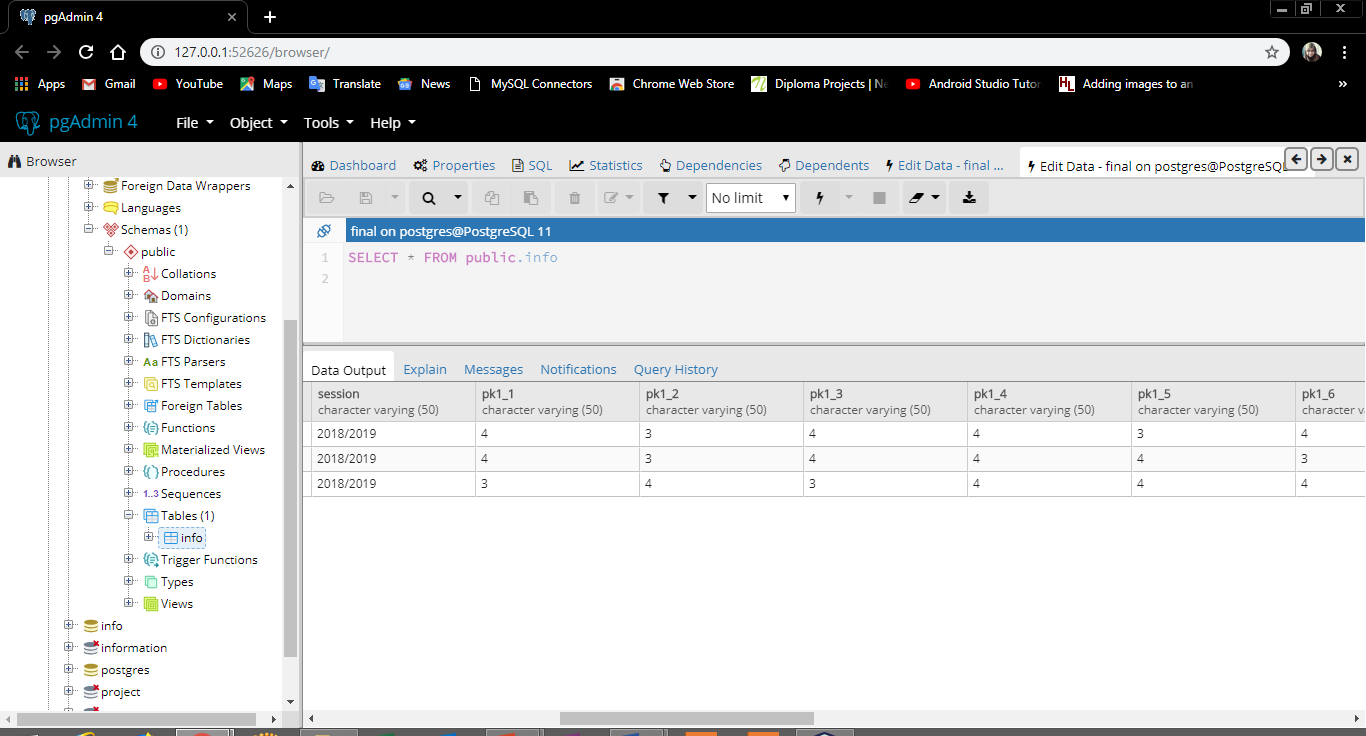 pgAdmin 4
127.0.0.1:52626/browser/
Apps Gmail YouTube Maps Translate News MySQL Connectors Chrome Web Store Diploma Projects | Ne Android Studio Tutor Adding images to an »
pgAdmin 4 File Object Tools Help
Browser
Foreign Data Wrappers
Languages
Schemas (1)
public
Collations
Domains
FTS Configurations
FTS Dictionaries
Aa FTS Parsers
FTS Templates
Foreign Tables
Functions
Materialized Views
Procedures
1..3 Sequences
Tables (1)
info
Trigger Functions
Types
Views
info
information
postgres
project
Dashboard Properties SQL Statistics Dependencies Dependents Edit Data - final ... Edit Data - final on postgres@PostgreSQL
No limit
final on postgres@PostgreSQL 11
1 SELECT * FROM public.info
2
Data Output Explain Messages Notifications Query History
session pk1_1 pk1_2 pk1_3 pk1_4 pk1_5 pk1_6
character varying (50) character varying (50) character varying (50) character varying (50) character varying (50) character varying (50) character v
2018/2019 4 3 4 4 3 4
2018/2019 4 3 4 4 4 3
2018/2019 3 4 3 4 4 4